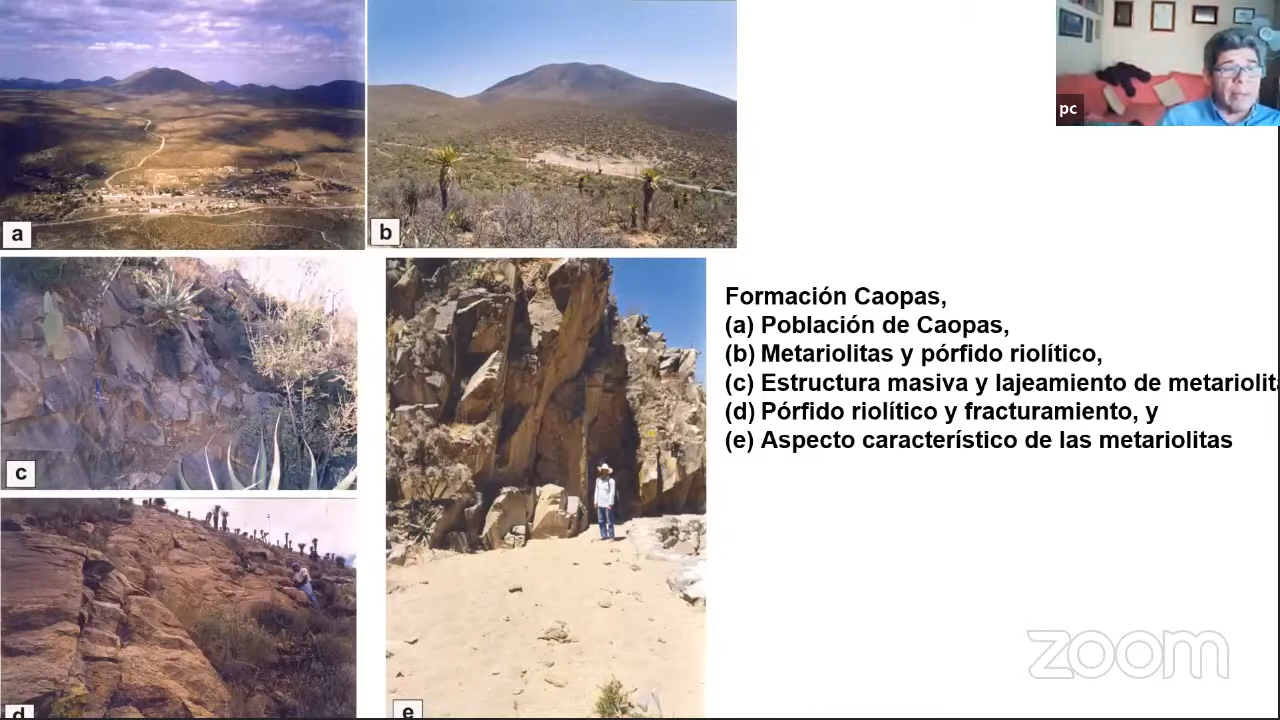 pc
a
b
c
d
e
Formación Caopas,
(a) Población de Caopas,
(b) Metariolitas y pórfido riolítico,
(c) Estructura masiva y lajeamiento de metariolita
(d) Pórfido riolítico y fracturamiento, y
(e) Aspecto característico de las metariolitas
zoom